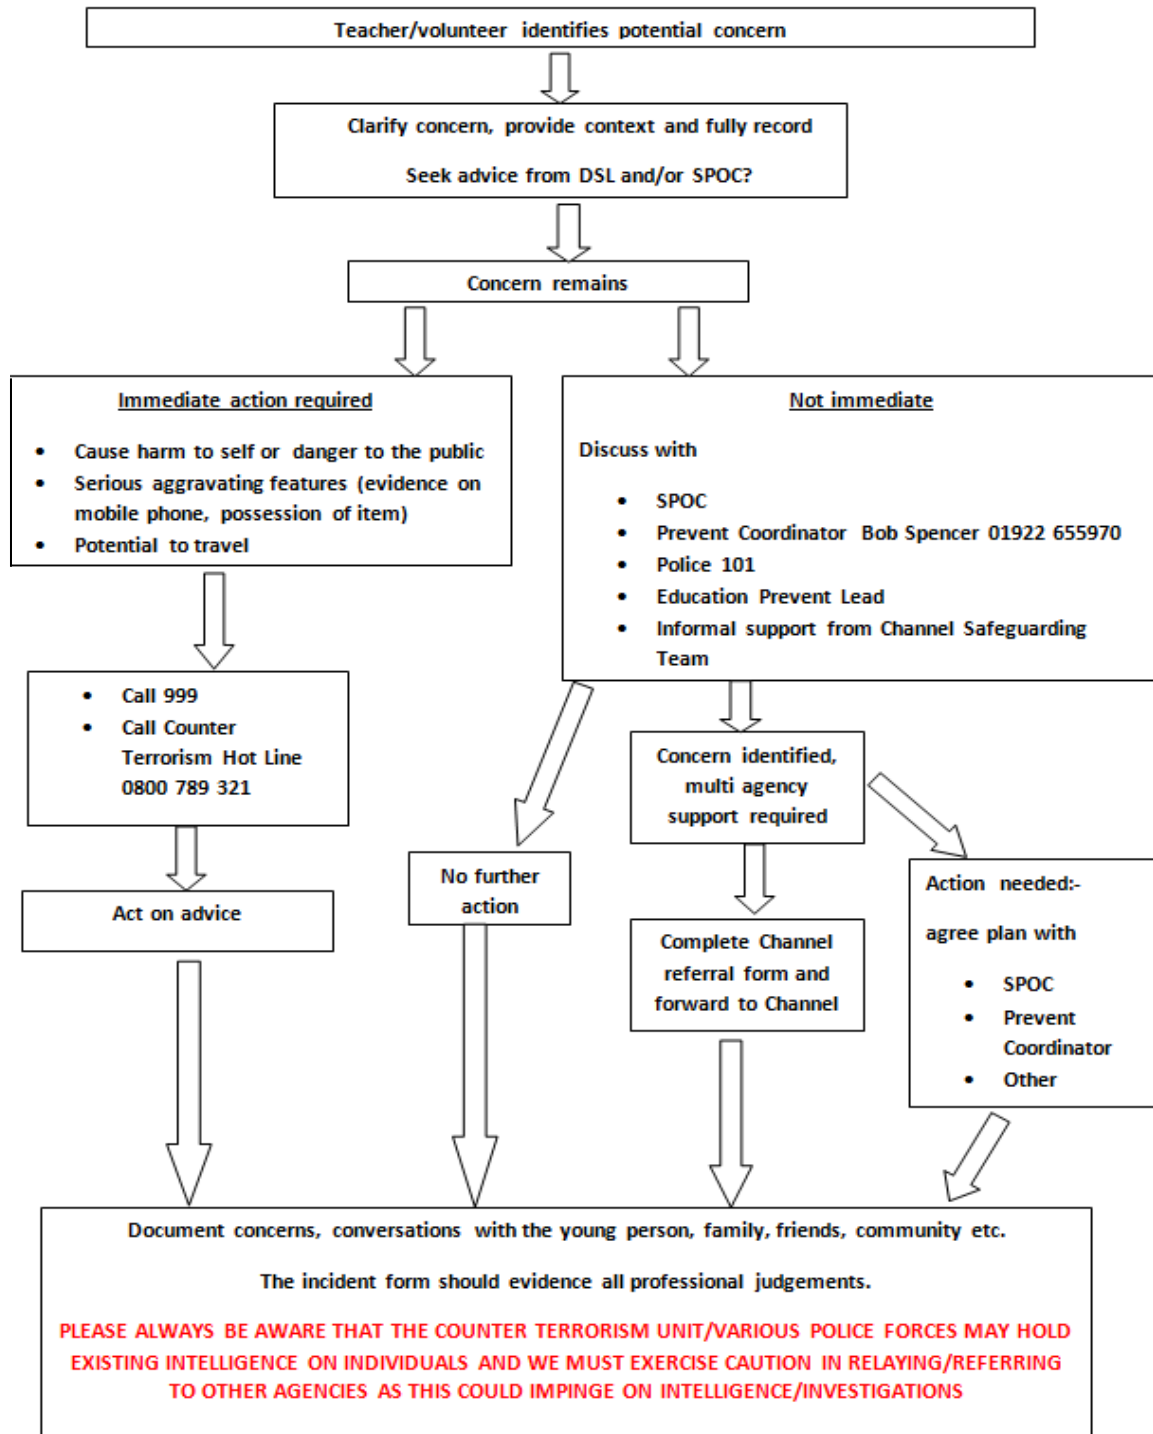 Teacher/volunteer identifies potential concern
Clarify concern, provide context and fully record
Seek advice from DSL and/or SPOC?
Concern remains
Immediate action required
• Cause harm to self or danger to the public
• Serious aggravating features (evidence on
mobile phone, possession of item)
• Potential to travel
Not immediate
Discuss with
• SPOC
• Prevent Coordinator Bob Spencer 01922 655970
• Police 101
• Education Prevent Lead
• Informal support from Channel Safeguarding
Team
• Call 999
• Call Counter
Terrorism Hot Line
0800 789 321
Concern identified,
multi agency
support required
Act on advice
No further
action
Complete Channel
referral form and
forward to Channel
Action needed:-
agree plan with
• SPOC
• Prevent
Coordinator
• Other
Document concerns, conversations with the young person, family, friends, community etc.
The incident form should evidence all professional judgements.
PLEASE ALWAYS BE AWARE THAT THE COUNTER TERRORISM UNIT/VARIOUS POLICE FORCES MAY HOLD
EXISTING INTELLIGENCE ON INDIVIDUALS AND WE MUST EXERCISE CAUTION IN RELAYING/REFERRING
TO OTHER AGENCIES AS THIS COULD IMPINGE ON INTELLIGENCE/INVESTIGATIONS